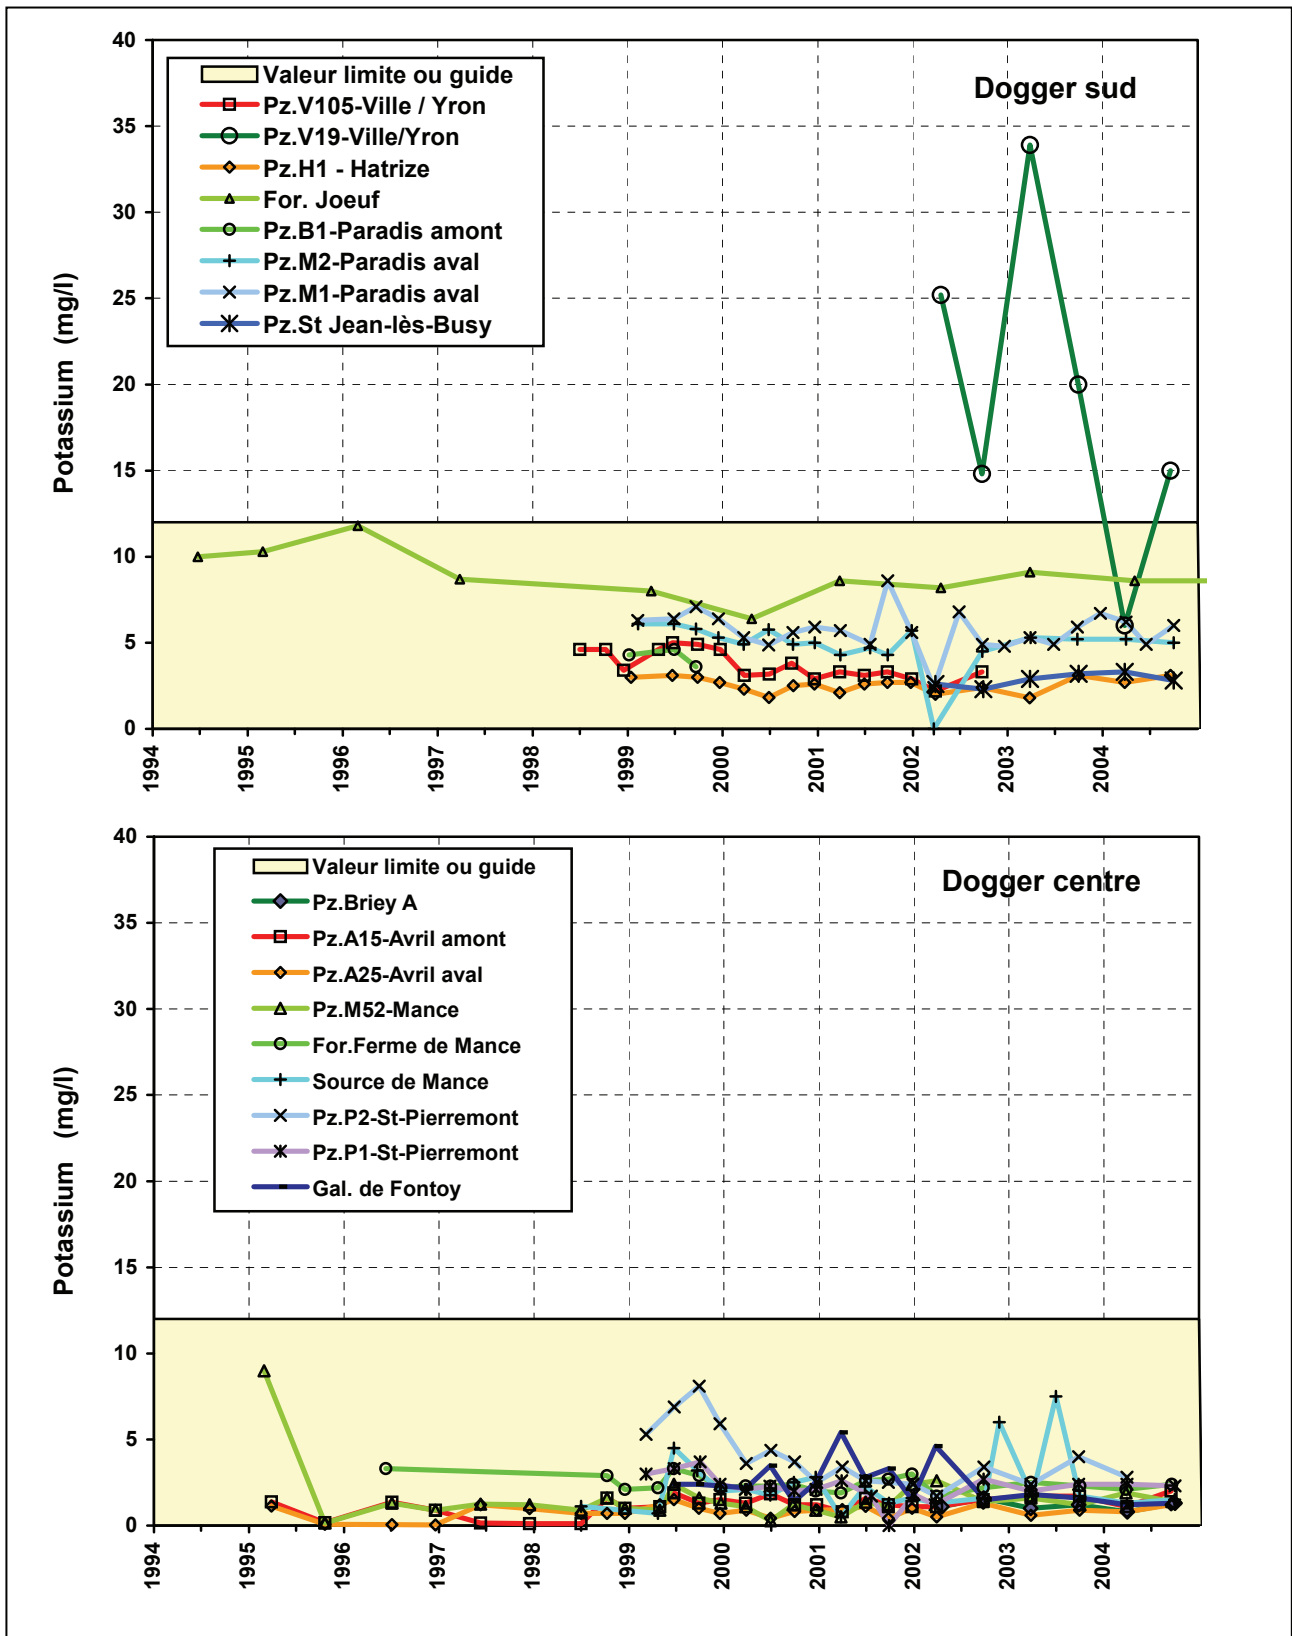 40
35
30
25
20
15
10
5
0
Potassium (mg/l)
Dogger sud
Valeur limite ou guide
Pz.V105-Ville / Yron
Pz.V19-Ville/Yron
Pz.H1 - Hatrize
For. Joeuf
Pz.B1-Paradis amont
Pz.M2-Paradis aval
Pz.M1-Paradis aval
Pz.St Jean-lès-Busy
1994
1995
1996
1997
1998
1999
2000
2001
2002
2003
2004
40
35
30
25
20
15
10
5
0
Potassium (mg/l)
Dogger centre
Valeur limite ou guide
Pz.Briey A
Pz.A15-Avril amont
Pz.A25-Avril aval
Pz.M52-Mance
For.Ferme de Mance
Source de Mance
Pz.P2-St-Pierremont
Pz.P1-St-Pierremont
Gal. de Fontoy
1994
1995
1996
1997
1998
1999
2000
2001
2002
2003
2004